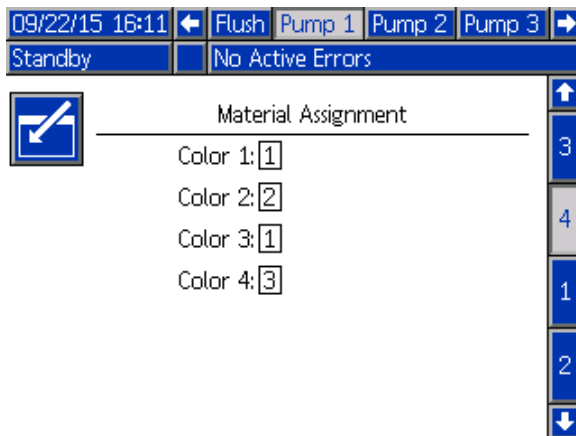 09/22/15 16:11 Flush Pump 1 Pump 2 Pump 3
Standby No Active Errors
Material Assignment
Color 1: 1
Color 2: 2
Color 3: 1
Color 4: 3
3
4
1
2